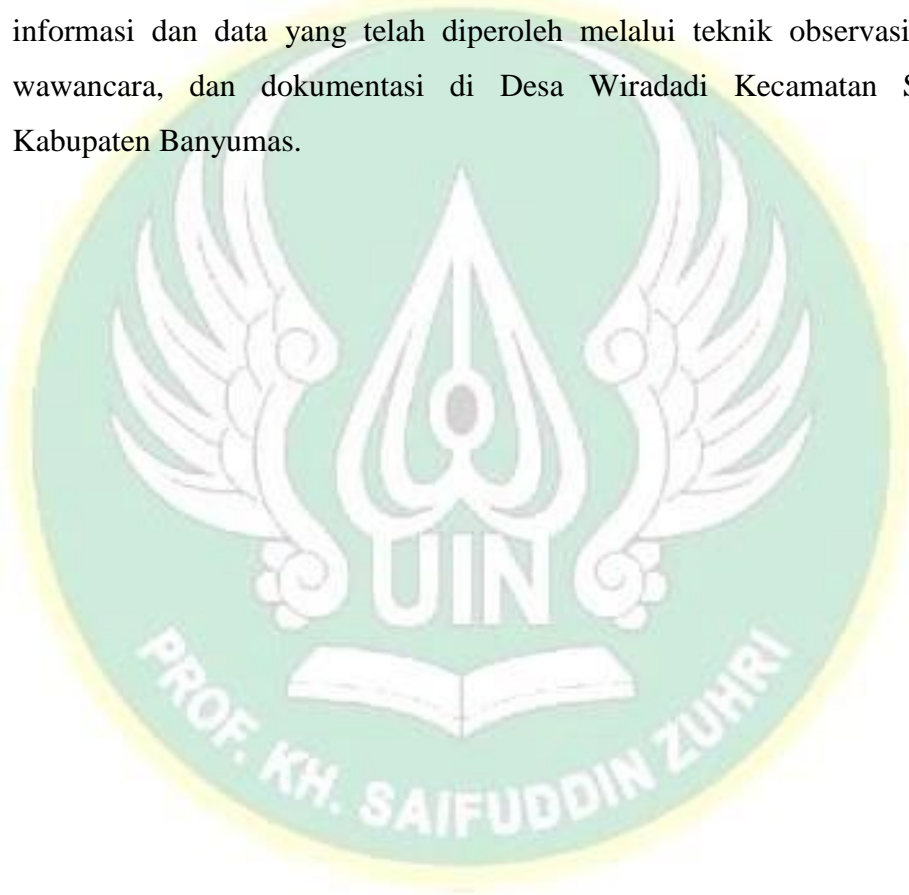 informasi dan data yang telah diperoleh melalui teknik observasi
wawancara, dan dokumentasi di Desa Wiradadi Kecamatan S
Kabupaten Banyumas.
UIN
PROF. KH. SAIFUDDIN ZUHRI